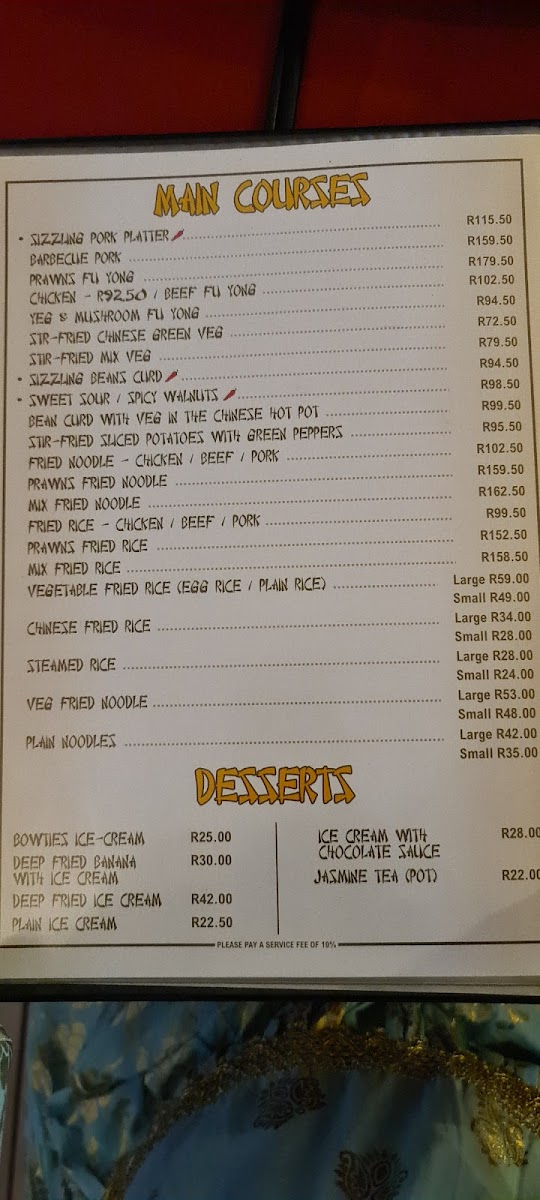 MAIN COURSES
• SIZZLING PORK PLATTER R115.50
BARBECUE PORK R159.50
PRAWNS FU YONG R179.50
CHICKEN - R92.50 / BEEF FU YONG R102.50
VEG & MUSHROOM FU YONG R94.50
STIR-FRIED CHINESE GREEN VEG R72.50
STIR-FRIED MIX VEG R79.50
• SIZZLING BEANS CURD R94.50
• SWEET SOUR / SPICY WALNUTS R98.50
BEAN CURD WITH VEG IN THE CHINESE HOT POT R99.50
STIR-FRIED SLICED POTATOES WITH GREEN PEPPERS R95.50
FRIED NOODLE - CHICKEN / BEEF / PORK R102.50
PRAWNS FRIED NOODLE R159.50
MIX FRIED NOODLE R162.50
FRIED RICE - CHICKEN / BEEF / PORK R99.50
PRAWNS FRIED RICE R152.50
MIX FRIED RICE R158.50
VEGETABLE FRIED RICE (EGG RICE / PLAIN RICE) Large R59.00
Small R49.00
CHINESE FRIED RICE Large R34.00
Small R28.00
STEAMED RICE Large R28.00
Small R24.00
VEG FRIED NOODLE Large R53.00
Small R48.00
PLAIN NOODLES Large R42.00
Small R35.00
DESSERTS
BOWTIES ICE-CREAM R25.00
DEEP FRIED BANANA R30.00
WITH ICE CREAM
DEEP FRIED ICE CREAM R42.00
PLAIN ICE CREAM R22.50
ICE CREAM WITH R28.00
CHOCOLATE SAUCE
JASMINE TEA (POT) R22.00
PLEASE PAY A SERVICE FEE OF 10%